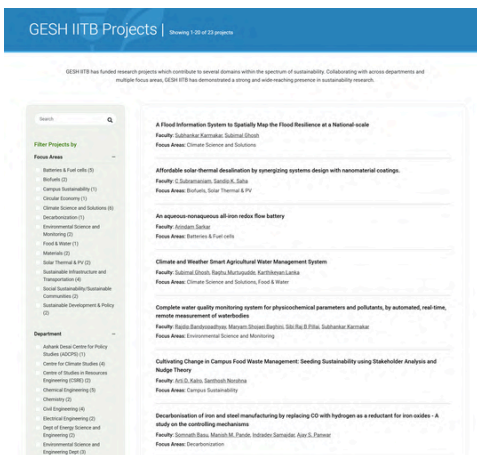 GESH IITB Projects | Showing 1-20 of 23 projects
GESH IITB has funded research projects which contribute to several domains within the spectrum of sustainability. Collaborating with across departments and
multiple focus areas, GESH IITB has demonstrated a strong and wide-reaching presence in sustainability research.
Search
Filter Projects by
Focus Areas
Batteries & Fuel cells (5)
Biofuels (2)
Campus Sustainability (1)
Circular Economy (1)
Climate Science and Solutions (6)
Decarbonization (1)
Environmental Science and
Monitoring (2)
Food & Water (1)
Materials (3)
Solar Thermal & PV (2)
Sustainable Infrastructure and
Transportation (4)
Social Sustainability/Sustainable
Communities (2)
Sustainable Development & Policy
(2)
Department
Ashank Desai Centre for Policy
Studies (ADCPS) (1)
Centre for Climate Studies (4)
Centre of Studies in Resources
Engineering (CSRE) (2)
Chemical Engineering (5)
Chemistry (2)
Civil Engineering (4)
Electrical Engineering (2)
Dept of Energy Science and
Engineering (2)
Environmental Science and
Engineering Dept (3)
A Flood Information System to Spatially Map the Flood Resilience at a National-scale
Faculty: Subhankar Karmakar, Subimal Ghosh
Focus Areas: Climate Science and Solutions
Affordable solar-thermal desalination by synergizing systems design with nanomaterial coatings.
Faculty: C Subramaniam, Sandip K. Saha
Focus Areas: Biofuels, Solar Thermal & PV
An aqueous-nonaqueous all-iron redox flow battery
Faculty: Arindam Sarkar
Focus Areas: Batteries & Fuel cells
Climate and Weather Smart Agricultural Water Management System
Faculty: Subimal Ghosh, Raghu Murtugudde, Karthikeyan Lanka
Focus Areas: Climate Science and Solutions, Food & Water
Complete water quality monitoring system for physicochemical parameters and pollutants, by automated, real-time,
remote measurement of waterbodies
Faculty: Rajdip Bandyopadhyay, Maryam Shojaei Baghini, Sibi Raj B Pillai, Subhankar Karmakar
Focus Areas: Environmental Science and Monitoring
Cultivating Change in Campus Food Waste Management: Seeding Sustainability using Stakeholder Analysis and
Nudge Theory
Faculty: Arti D. Kalro, Santhosh Noronha
Focus Areas: Campus Sustainability
Decarbonisation of iron and steel manufacturing by replacing CO with hydrogen as a reductant for iron oxides - A
study on the controlling mechanisms
Faculty: Somnath Basu, Manish M. Pande, Indradev Samajdar, Ajay S. Panwar
Focus Areas: Decarbonization